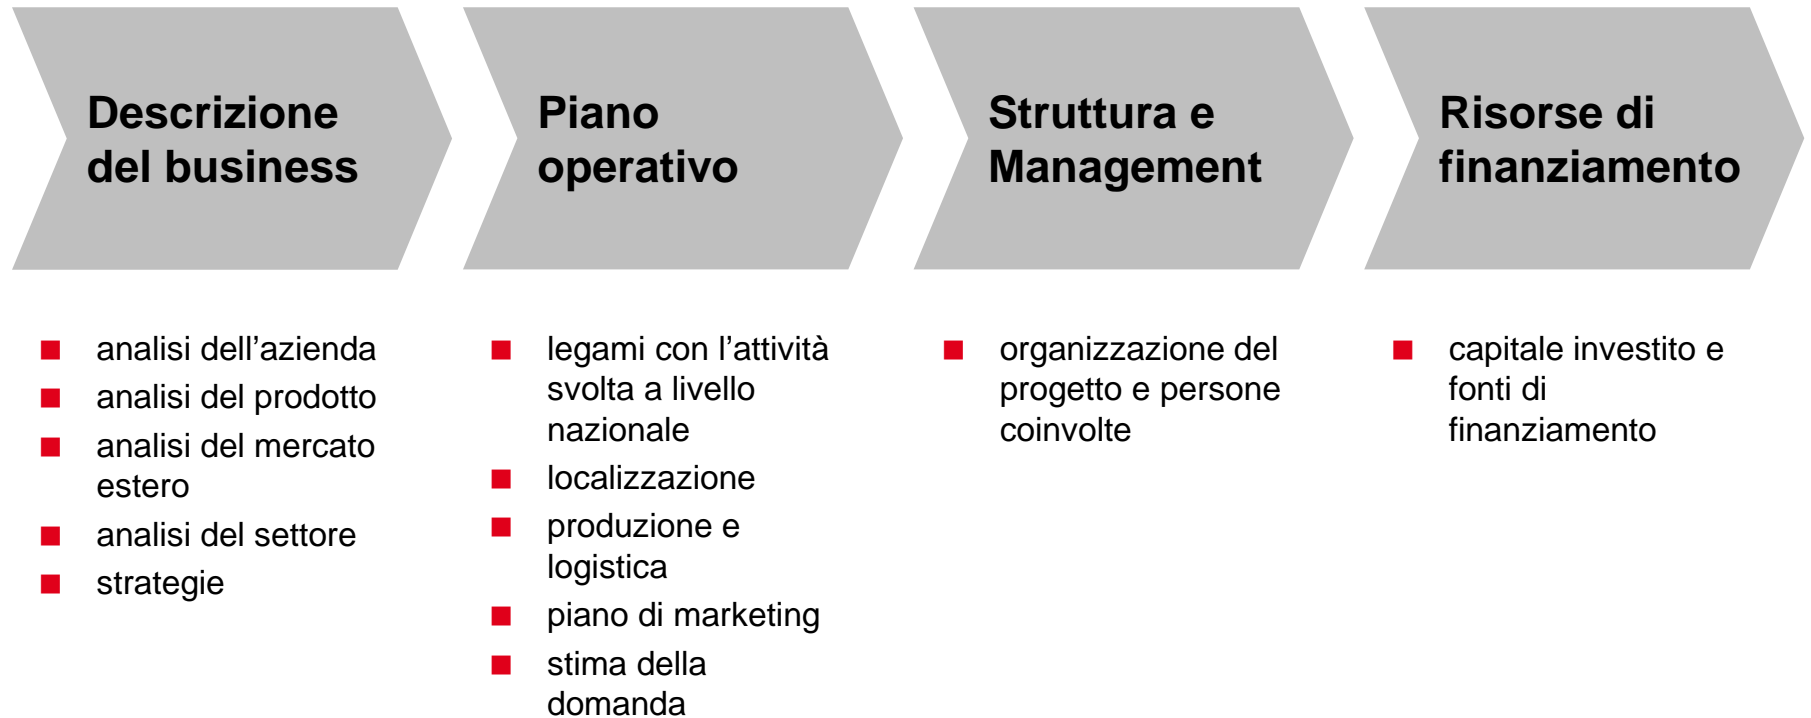 Descrizione
del business
analisi dell’azienda
analisi del prodotto
analisi del mercato
estero
analisi del settore
strategie
Piano
operativo
legami con l’attività
svolta a livello
nazionale
localizzazione
produzione e
logistica
piano di marketing
stima della
domanda
Struttura e
Management
organizzazione del
progetto e persone
coinvolte
Risorse di
finanziamento
capitale investito e
fonti di
finanziamento